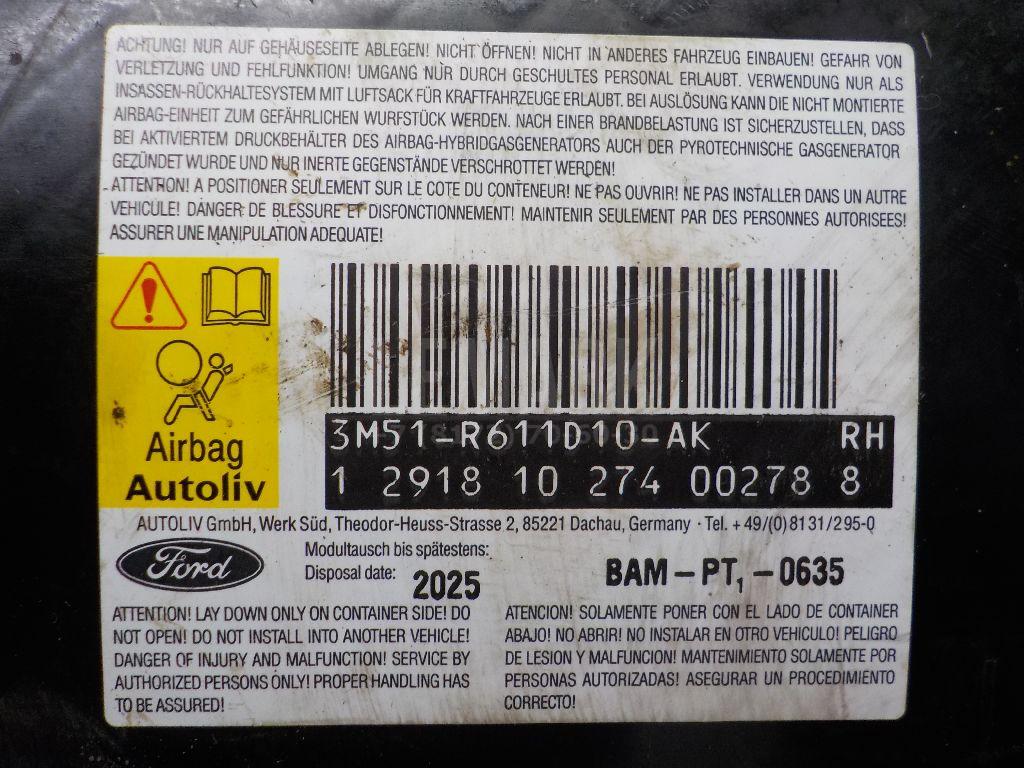 ACHTUNG! NUR AUF GEHÄUSESEITE ABLEGEN! NICHT ÖFFNEN! NICHT IN ANDERES FAHRZEUG EINBAUEN! GEFAHR VON
VERLETZUNG UND FEHLFUNKTION! UMGANG NUR DURCH GESCHULTES PERSONAL ERLAUBT. VERWENDUNG NUR ALS
INSASSEN-RÜCKHALTESYSTEM MIT LUFTSACK FÜR KRAFTFAHRZEUGE ERLAUBT. BEI AUSLÖSUNG KANN DIE NICHT MONTIERTE
AIRBAG-EINHEIT ZUM GEFÄHRLICHEN WURFSTÜCK WERDEN. NACH EINER BRANDBELASTUNG IST SICHERZUSTELLEN, DASS
BEI AKTIVIERTEM DRUCKBEHÄLTER DES AIRBAG-HYBRIDGASGENERATORS AUCH DER PYROTECHNISCHE GASGENERATOR
GEZÜNDET WURDE UND NUR INERTE GEGENSTÄNDE VERSCHROTTET WERDEN!
ATTENTION! A POSITIONER SEULEMENT SUR LE COTE DU CONTENEUR! NE PAS OUVRIR! NE PAS INSTALLER DANS UN AUTRE
VEHICULE! DANGER DE BLESSURE ET DISFONCTIONNEMENT! MAINTENIR SEULEMENT PAR DES PERSONNES AUTORISEES!
ASSURER UNE MANIPULATION ADEQUATE!
Airbag
Autoliv
3M51-R611D10-AK RH
1 2918 10 274 00278 8
AUTOLIV GmbH, Werk Süd, Theodor-Heuss-Strasse 2, 85221 Dachau, Germany · Tel. +49/(0)8131/295-0
Ford
Modultausch bis spätestens:
Disposal date: 2025
BAM-PT₁-0635
ATTENTION! LAY DOWN ONLY ON CONTAINER SIDE! DO
NOT OPEN! DO NOT INSTALL INTO ANOTHER VEHICLE!
DANGER OF INJURY AND MALFUNCTION! SERVICE BY
AUTHORIZED PERSONS ONLY! PROPER HANDLING HAS
TO BE ASSURED!
ATENCION! SOLAMENTE PONER CON EL LADO DE CONTAINER
ABAJO! NO ABRIR! NO INSTALAR EN OTRO VEHICULO! PELIGRO
DE LESION Y MALFUNCION! MANTENIMIENTO SOLAMENTE POR
PERSONAS AUTORIZADAS! ASEGURAR UN PROCEDIMIENTO
CORRECTO!